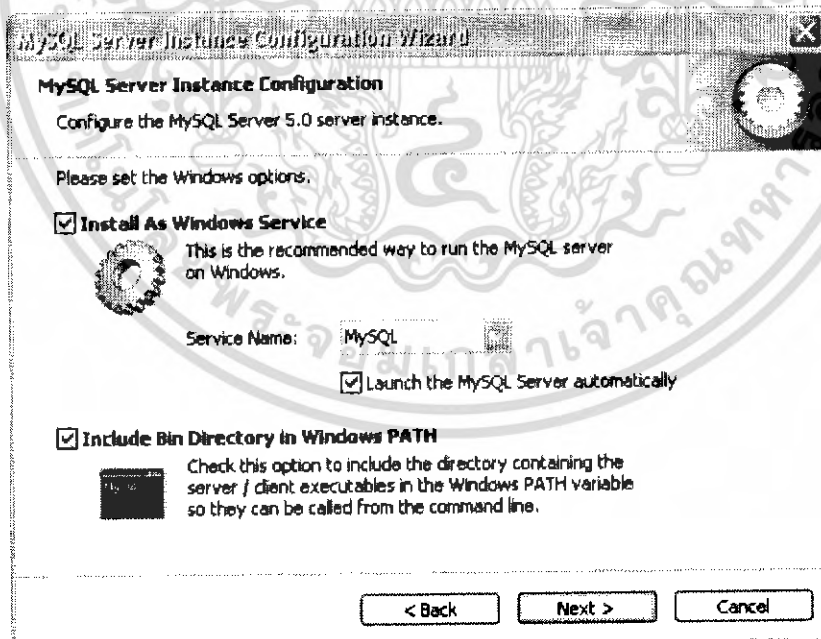 MySQL Server Instance Configuration Wizard
MySQL Server Instance Configuration
Configure the MySQL Server 5.0 server instance.
Please set the Windows options.
Install As Windows Service
This is the recommended way to run the MySQL server
on Windows.
Service Name: MySQL
Launch the MySQL Server automatically
Include Bin Directory in Windows PATH
Check this option to include the directory containing the
server / client executables in the Windows PATH variable
so they can be called from the command line.
< Back Next > Cancel